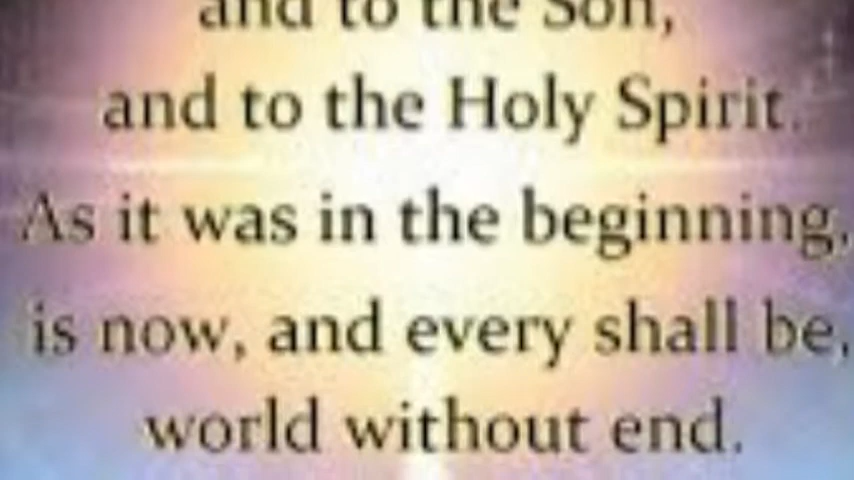 and to the Son,
and to the Holy Spirit.
As it was in the beginning,
is now, and every shall be,
world without end.